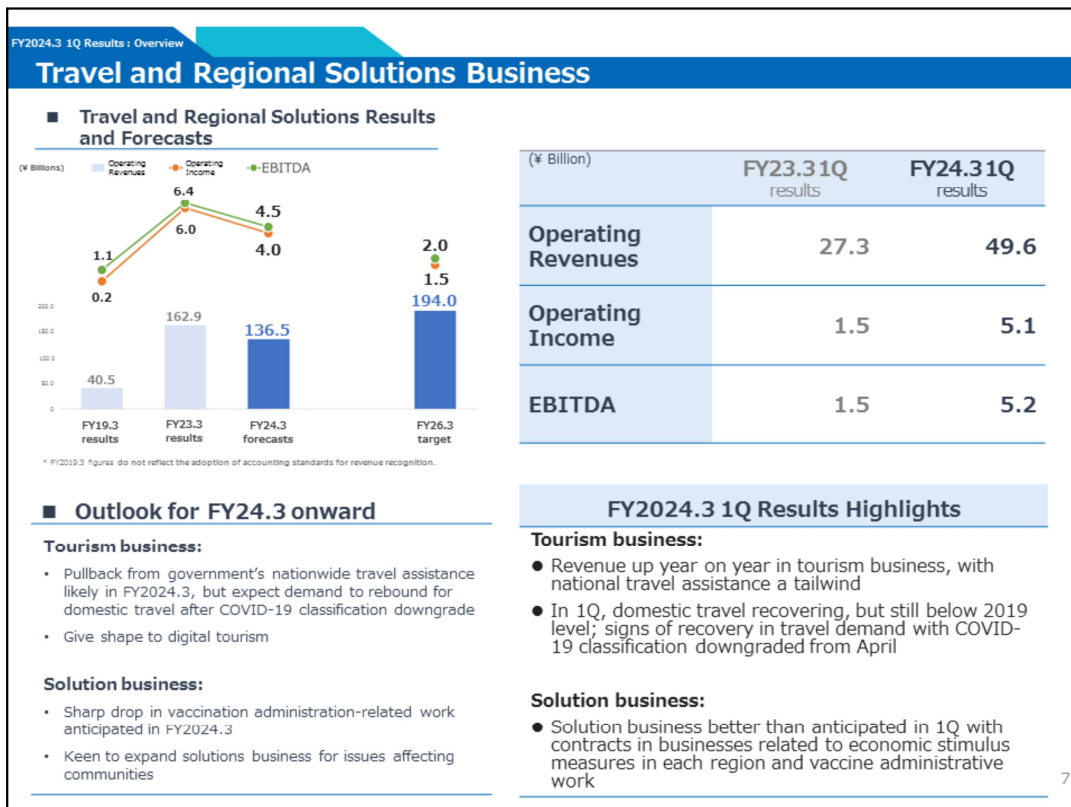 FY2024.3 1Q Results : Overview
Travel and Regional Solutions Business
■ Travel and Regional Solutions Results
and Forecasts
(¥ Billions)
Operating
Revenues
Operating
Income
EBITDA
6.4
6.0
4.5
4.0
1.1
0.2
2.0
1.5
194.0
162.9
136.5
40.5
200.0
150.0
100.0
50.0
0
FY19.3
results
FY23.3
results
FY24.3
forecasts
FY26.3
target
* FY2019.3 figures do not reflect the adoption of accounting standards for revenue recognition.
(¥ Billion)
FY23.31Q
results
FY24.31Q
results
Operating
Revenues
27.3
49.6
Operating
Income
1.5
5.1
EBITDA
1.5
5.2
■ Outlook for FY24.3 onward
Tourism business:
• Pullback from government's nationwide travel assistance
likely in FY2024.3, but expect demand to rebound for
domestic travel after COVID-19 classification downgrade
• Give shape to digital tourism
Solution business:
• Sharp drop in vaccination administration-related work
anticipated in FY2024.3
• Keen to expand solutions business for issues affecting
communities
FY2024.3 1Q Results Highlights
Tourism business:
● Revenue up year on year in tourism business, with
national travel assistance a tailwind
● In 1Q, domestic travel recovering, but still below 2019
level; signs of recovery in travel demand with COVID-
19 classification downgraded from April
Solution business:
● Solution business better than anticipated in 1Q with
contracts in businesses related to economic stimulus
measures in each region and vaccine administrative
work
7